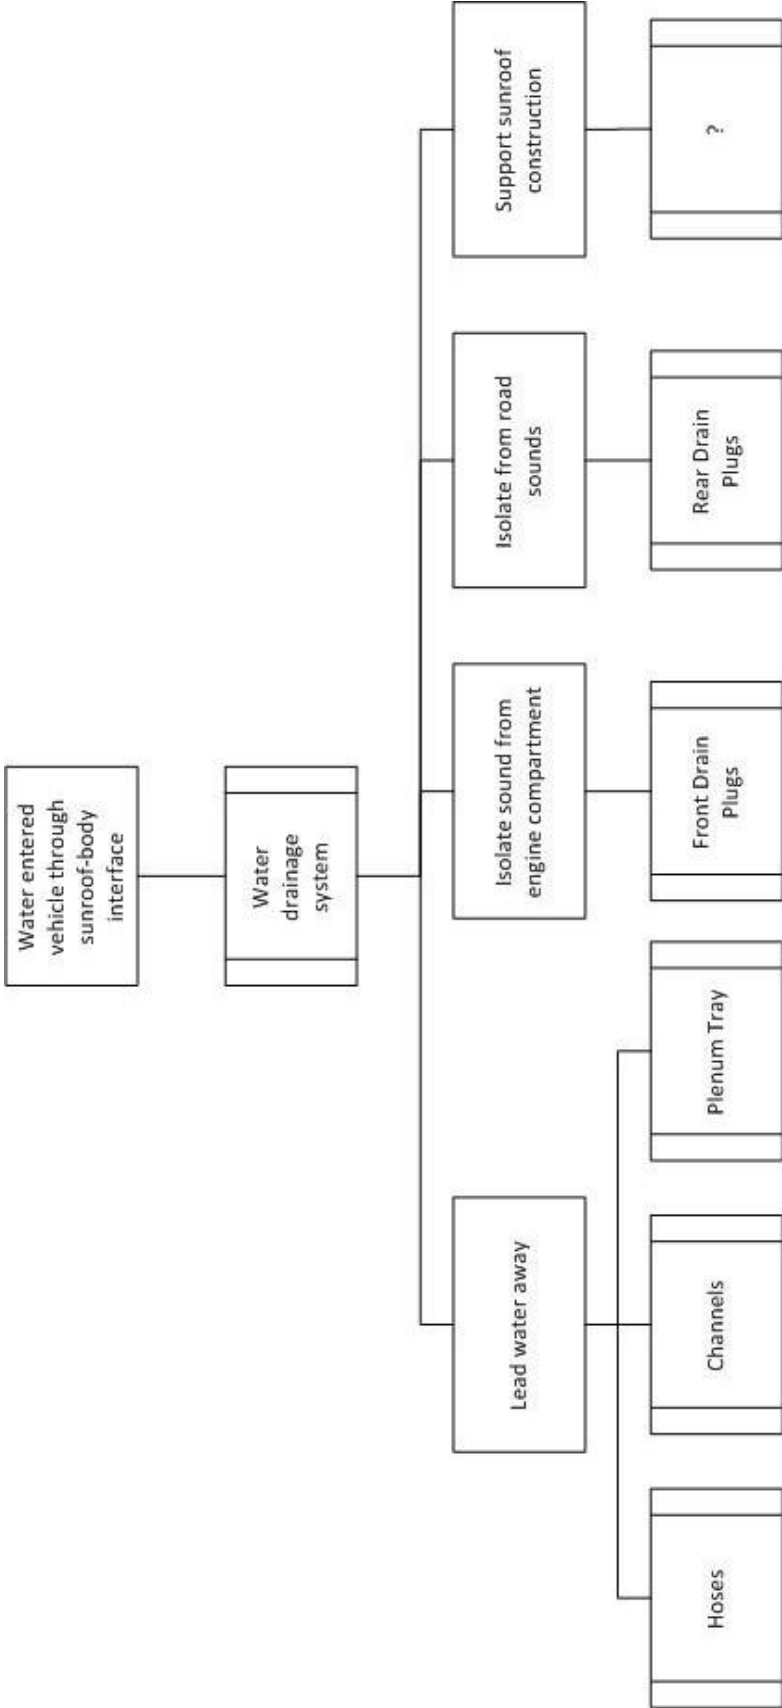 Water entered
vehicle through
sunroof-body
interface
Water
drainage
system
Lead water away
Isolate sound from
engine compartment
Isolate from road
sounds
Support sunroof
construction
Hoses
Channels
Plenum Tray
Front Drain
Plugs
Rear Drain
Plugs
?